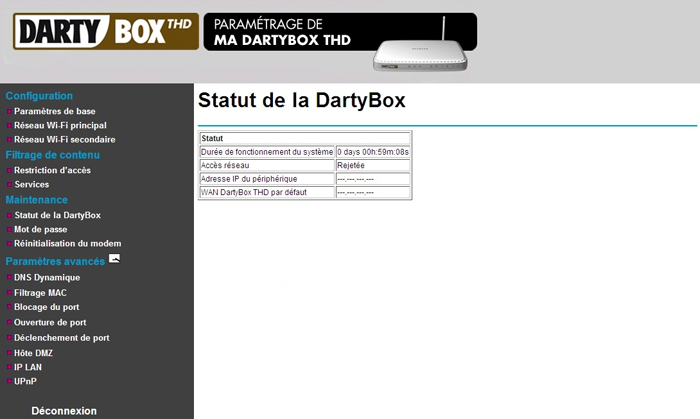 DARTY BOX THD
PARAMÉTRAGE DE
MA DARTYBOX THD
Configuration
Paramètres de base
Réseau Wi-Fi principal
Réseau Wi-Fi secondaire
Filtrage de contenu
Restriction d'accès
Services
Maintenance
Statut de la DartyBox
Mot de passe
Réinitialisation du modem
Paramètres avancés
DNS Dynamique
Filtrage MAC
Blocage du port
Ouverture de port
Déclenchement de port
Hôte DMZ
IP LAN
UPnP
Déconnexion
Statut de la DartyBox
Statut
Durée de fonctionnement du système 0 days 00h:59m:08s
Accès réseau Rejetée
Adresse IP du périphérique ---.---.---.---
WAN DartyBox THD par défaut ---.---.---.---